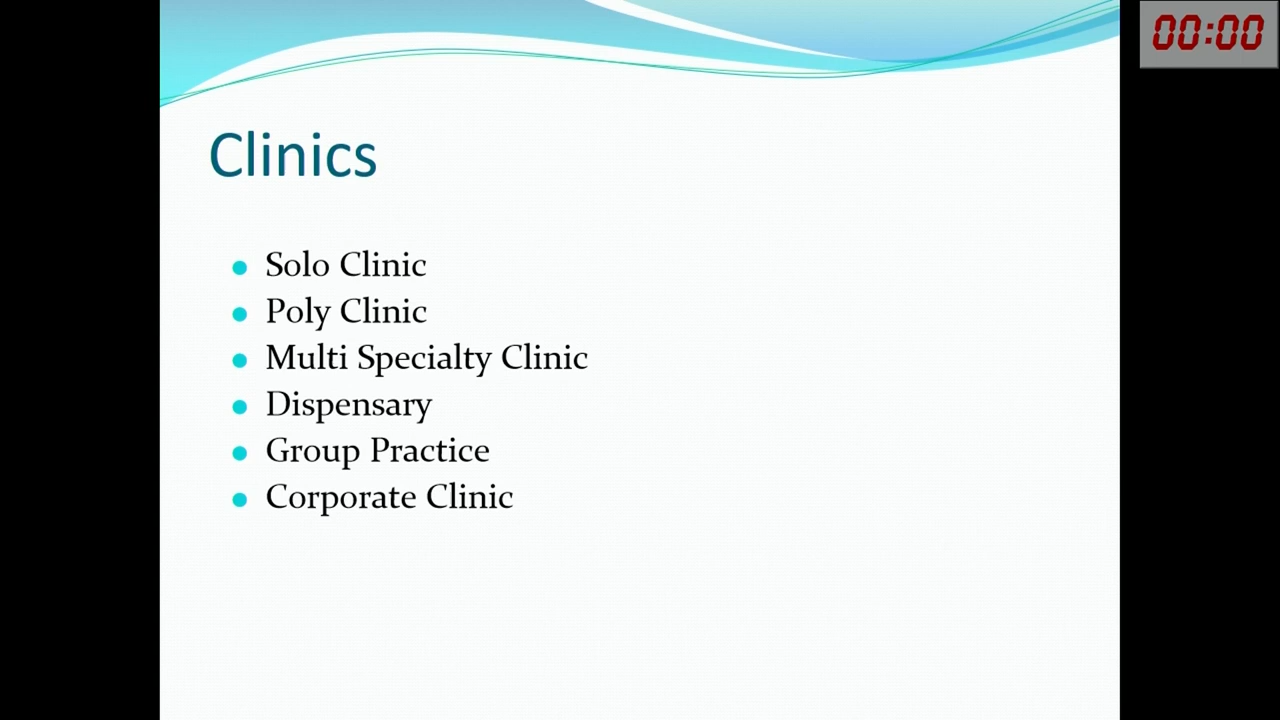 00:00
Clinics
Solo Clinic
Poly Clinic
Multi Specialty Clinic
Dispensary
Group Practice
Corporate Clinic